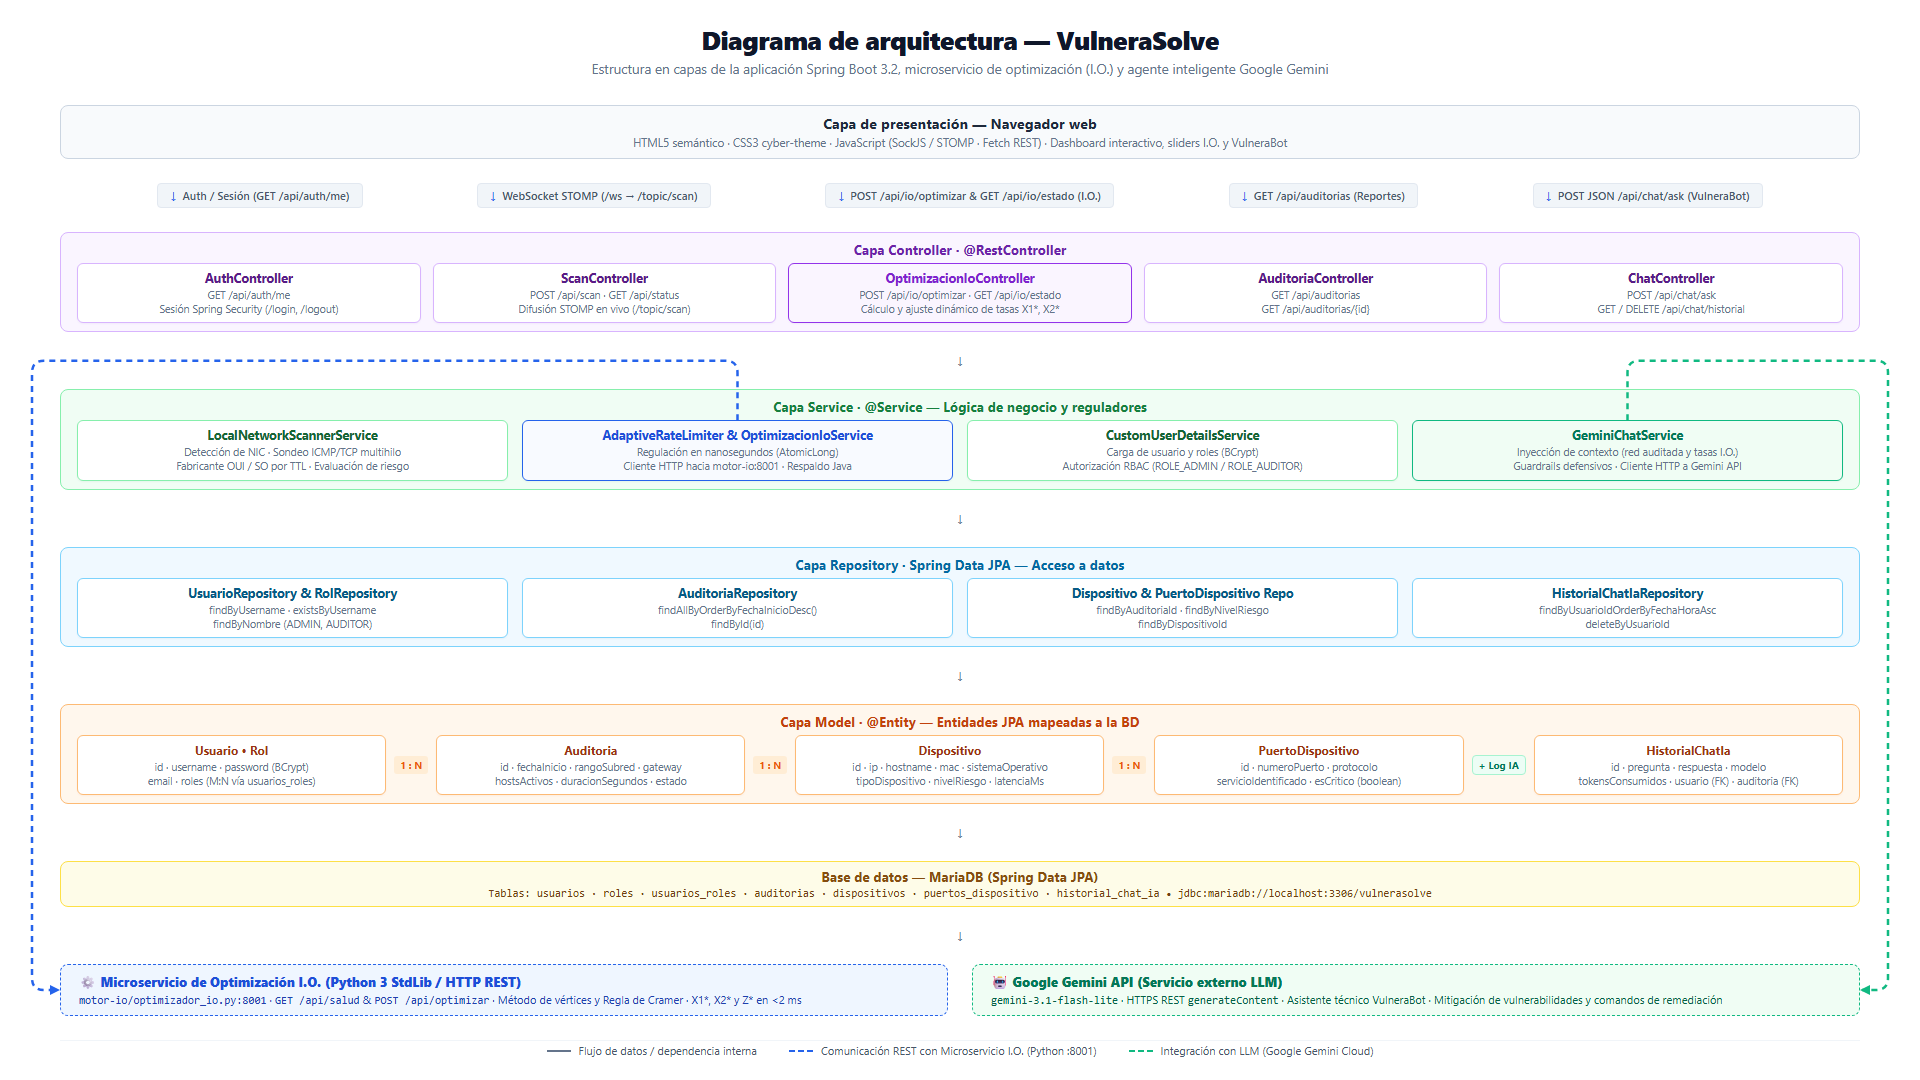 Diagrama de arquitectura — VulneraSolve
Estructura en capas de la aplicación Spring Boot 3.2, microservicio de optimización (I.O.) y agente inteligente Google Gemini
Capa de presentación — Navegador web
HTML5 semántico · CSS3 cyber-theme · JavaScript (SockJS / STOMP · Fetch REST) · Dashboard interactivo, sliders I.O. y VulneraBot
↓ Auth / Sesión (GET /api/auth/me)
↓ WebSocket STOMP (/ws → /topic/scan)
↓ POST /api/io/optimizar & GET /api/io/estado (I.O.)
↓ GET /api/auditorias (Reportes)
↓ POST JSON /api/chat/ask (VulneraBot)
Capa Controller · @RestController
AuthController
GET /api/auth/me
Sesión Spring Security (/login, /logout)
ScanController
POST /api/scan · GET /api/status
Difusión STOMP en vivo (/topic/scan)
OptimizacionIoController
POST /api/io/optimizar · GET /api/io/estado
Cálculo y ajuste dinámico de tasas X1*, X2*
AuditoriaController
GET /api/auditorias
GET /api/auditorias/{id}
ChatController
POST /api/chat/ask
GET / DELETE /api/chat/historial
↓
Capa Service · @Service — Lógica de negocio y reguladores
LocalNetworkScannerService
Detección de NIC · Sondeo ICMP/TCP multihilo
Fabricante OUI / SO por TTL · Evaluación de riesgo
AdaptiveRateLimiter & OptimizacionIoService
Regulación en nanosegundos (AtomicLong)
Cliente HTTP hacia motor-io:8001 · Respaldo Java
CustomUserDetailsService
Carga de usuario y roles (BCrypt)
Autorización RBAC (ROLE_ADMIN / ROLE_AUDITOR)
GeminiChatService
Inyección de contexto (red auditada y tasas I.O.)
Guardrails defensivos · Cliente HTTP a Gemini API
↓
Capa Repository · Spring Data JPA — Acceso a datos
UsuarioRepository & RolRepository
findByUsername · existsByUsername
findByNombre (ADMIN, AUDITOR)
AuditoriaRepository
findAllByOrderByFechaInicioDesc()
findById(id)
Dispositivo & PuertoDispositivo Repo
findByAuditoriaId · findByNivelRiesgo
findByDispositivoId
HistorialChatIaRepository
findByUsuarioIdOrderByFechaHoraAsc
deleteByUsuarioId
↓
Capa Model · @Entity — Entidades JPA mapeadas a la BD
Usuario • Rol
id · username · password (BCrypt)
email · roles (M:N vía usuarios_roles)
1 : N
Auditoria
id · fechaInicio · rangoSubred · gateway
hostsActivos · duracionSegundos · estado
1 : N
Dispositivo
id · ip · hostname · mac · sistemaOperativo
tipoDispositivo · nivelRiesgo · latenciaMs
1 : N
PuertoDispositivo
id · numeroPuerto · protocolo
servicioIdentificado · esCritico (boolean)
+ Log IA
HistorialChatIa
id · pregunta · respuesta · modelo
tokensConsumidos · usuario (FK) · auditoria (FK)
↓
Base de datos — MariaDB (Spring Data JPA)
Tablas: usuarios · roles · usuarios_roles · auditorias · dispositivos · puertos_dispositivo · historial_chat_ia • jdbc:mariadb://localhost:3306/vulnerasolve
↓
Microservicio de Optimización I.O. (Python 3 StdLib / HTTP REST)
motor-io/optimizador_io.py:8001 · GET /api/salud & POST /api/optimizar · Método de vértices y Regla de Cramer · X1*, X2* y Z* en <2 ms
Google Gemini API (Servicio externo LLM)
gemini-3.1-flash-lite · HTTPS REST generateContent · Asistente técnico VulneraBot · Mitigación de vulnerabilidades y comandos de remediación
Flujo de datos / dependencia interna
Comunicación REST con Microservicio I.O. (Python :8001)
Integración con LLM (Google Gemini Cloud)